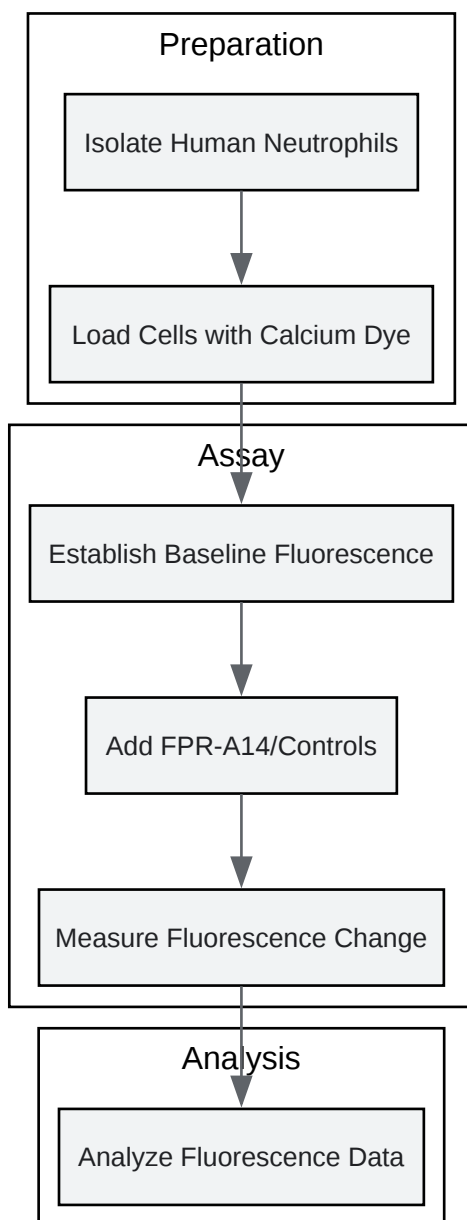 Preparation
Isolate Human Neutrophils
Load Cells with Calcium Dye
Assay
Establish Baseline Fluorescence
Add FPR-A14/Controls
Measure Fluorescence Change
Analysis
Analyze Fluorescence Data